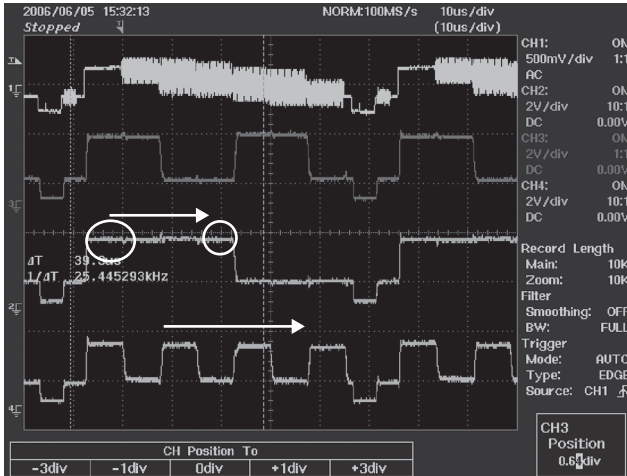 2006/06/05 15:32:13
NORM:100MS/s
10us/div
Stopped
(10us/div)
CH1: ON
500mV/div 1:1
AC
CH2: ON
2V/div 10:1
DC 0.00V
CH3: ON
2V/div 1:1
DC 0.00V
CH4: ON
2V/div 10:1
DC 0.00V
Record Length
Main: 10K
Zoom: 10K
Filter
Smoothing: OFF
BW: FULL
Trigger
Mode: AUTO
Type: EDGE
Source: CH1
ΔT 39.3us
1/ΔT 25.445293kHz
CH3
Position
0.64div
CH Position To
-3div -1div 0div +1div +3div